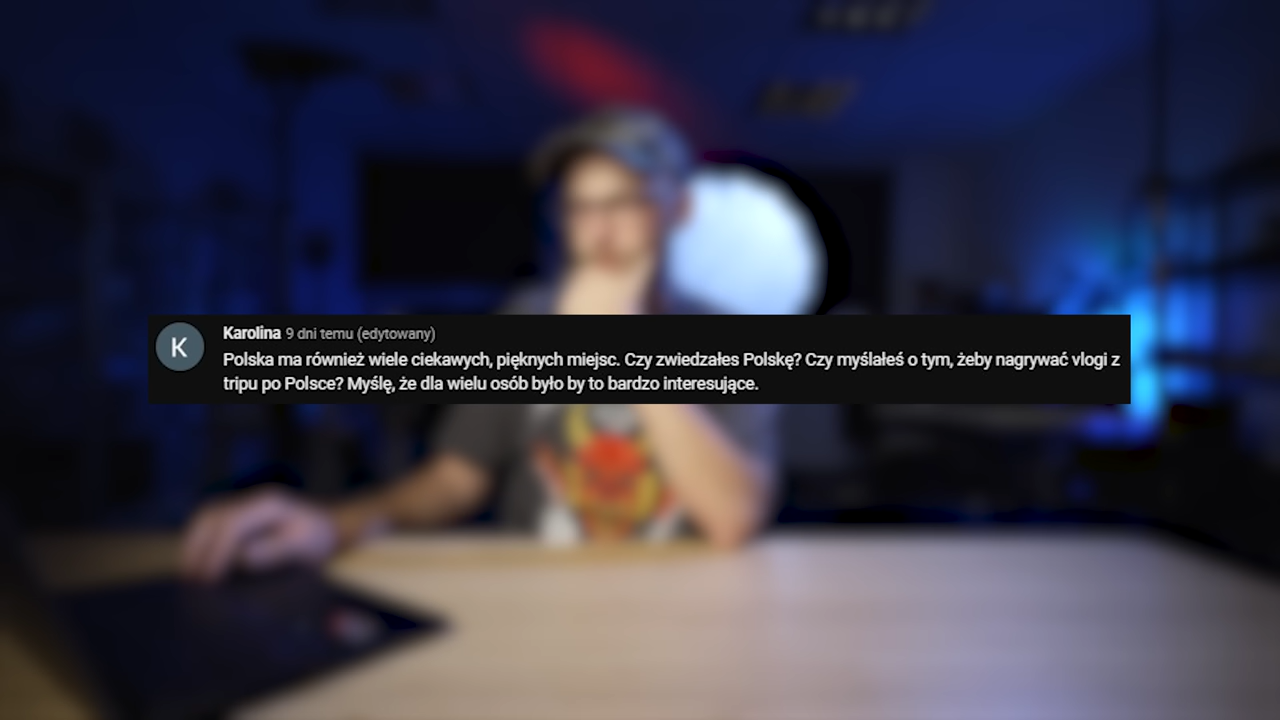 K
Karolina 9 dni temu (edytowany)
Polska ma również wiele ciekawych, pięknych miejsc. Czy zwiedzałes Polskę? Czy myślałeś o tym, żeby nagrywać vlogi z
tripu po Polsce? Myślę, że dla wielu osób było by to bardzo interesujące.